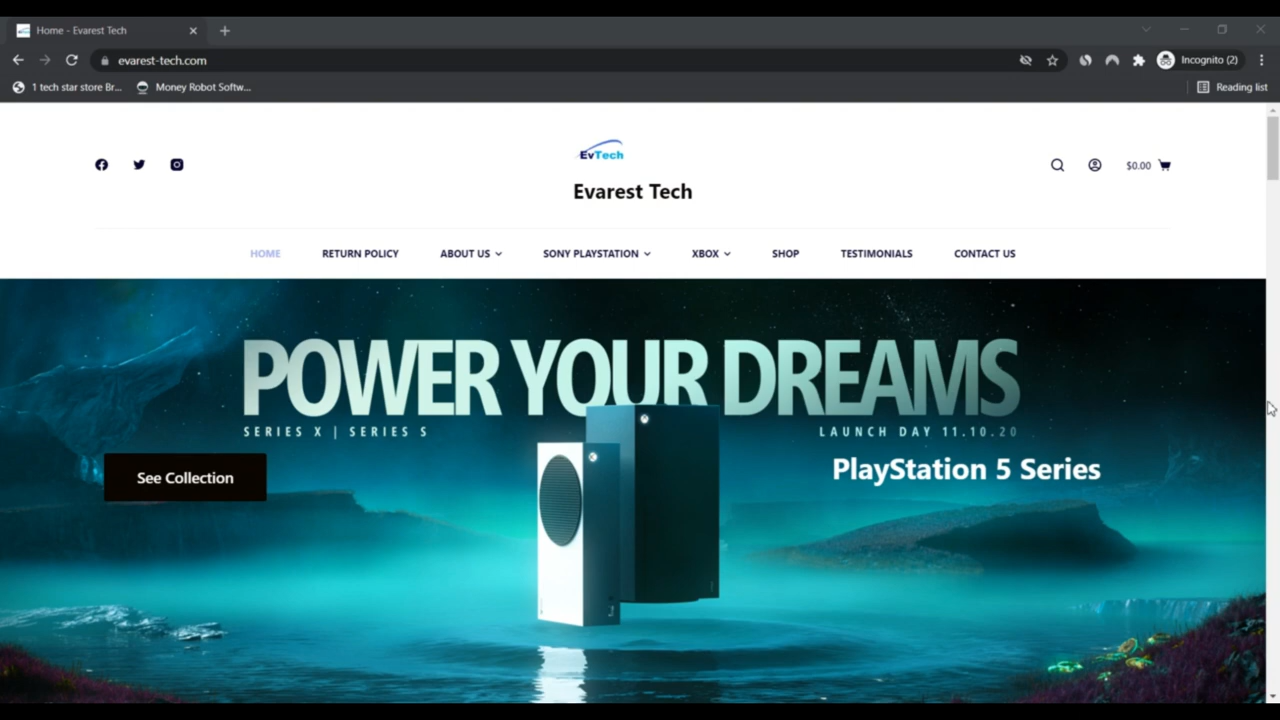 Home - Evarest Tech
evarest-tech.com
Incognito (2)
1 tech star store Br...
Money Robot Softw...
Reading list
EvTech
$0.00
Evarest Tech
HOME
RETURN POLICY
ABOUT US
SONY PLAYSTATION
XBOX
SHOP
TESTIMONIALS
CONTACT US
POWER YOUR DREAMS
SERIES X | SERIES S
LAUNCH DAY 11.10.20
See Collection
PlayStation 5 Series